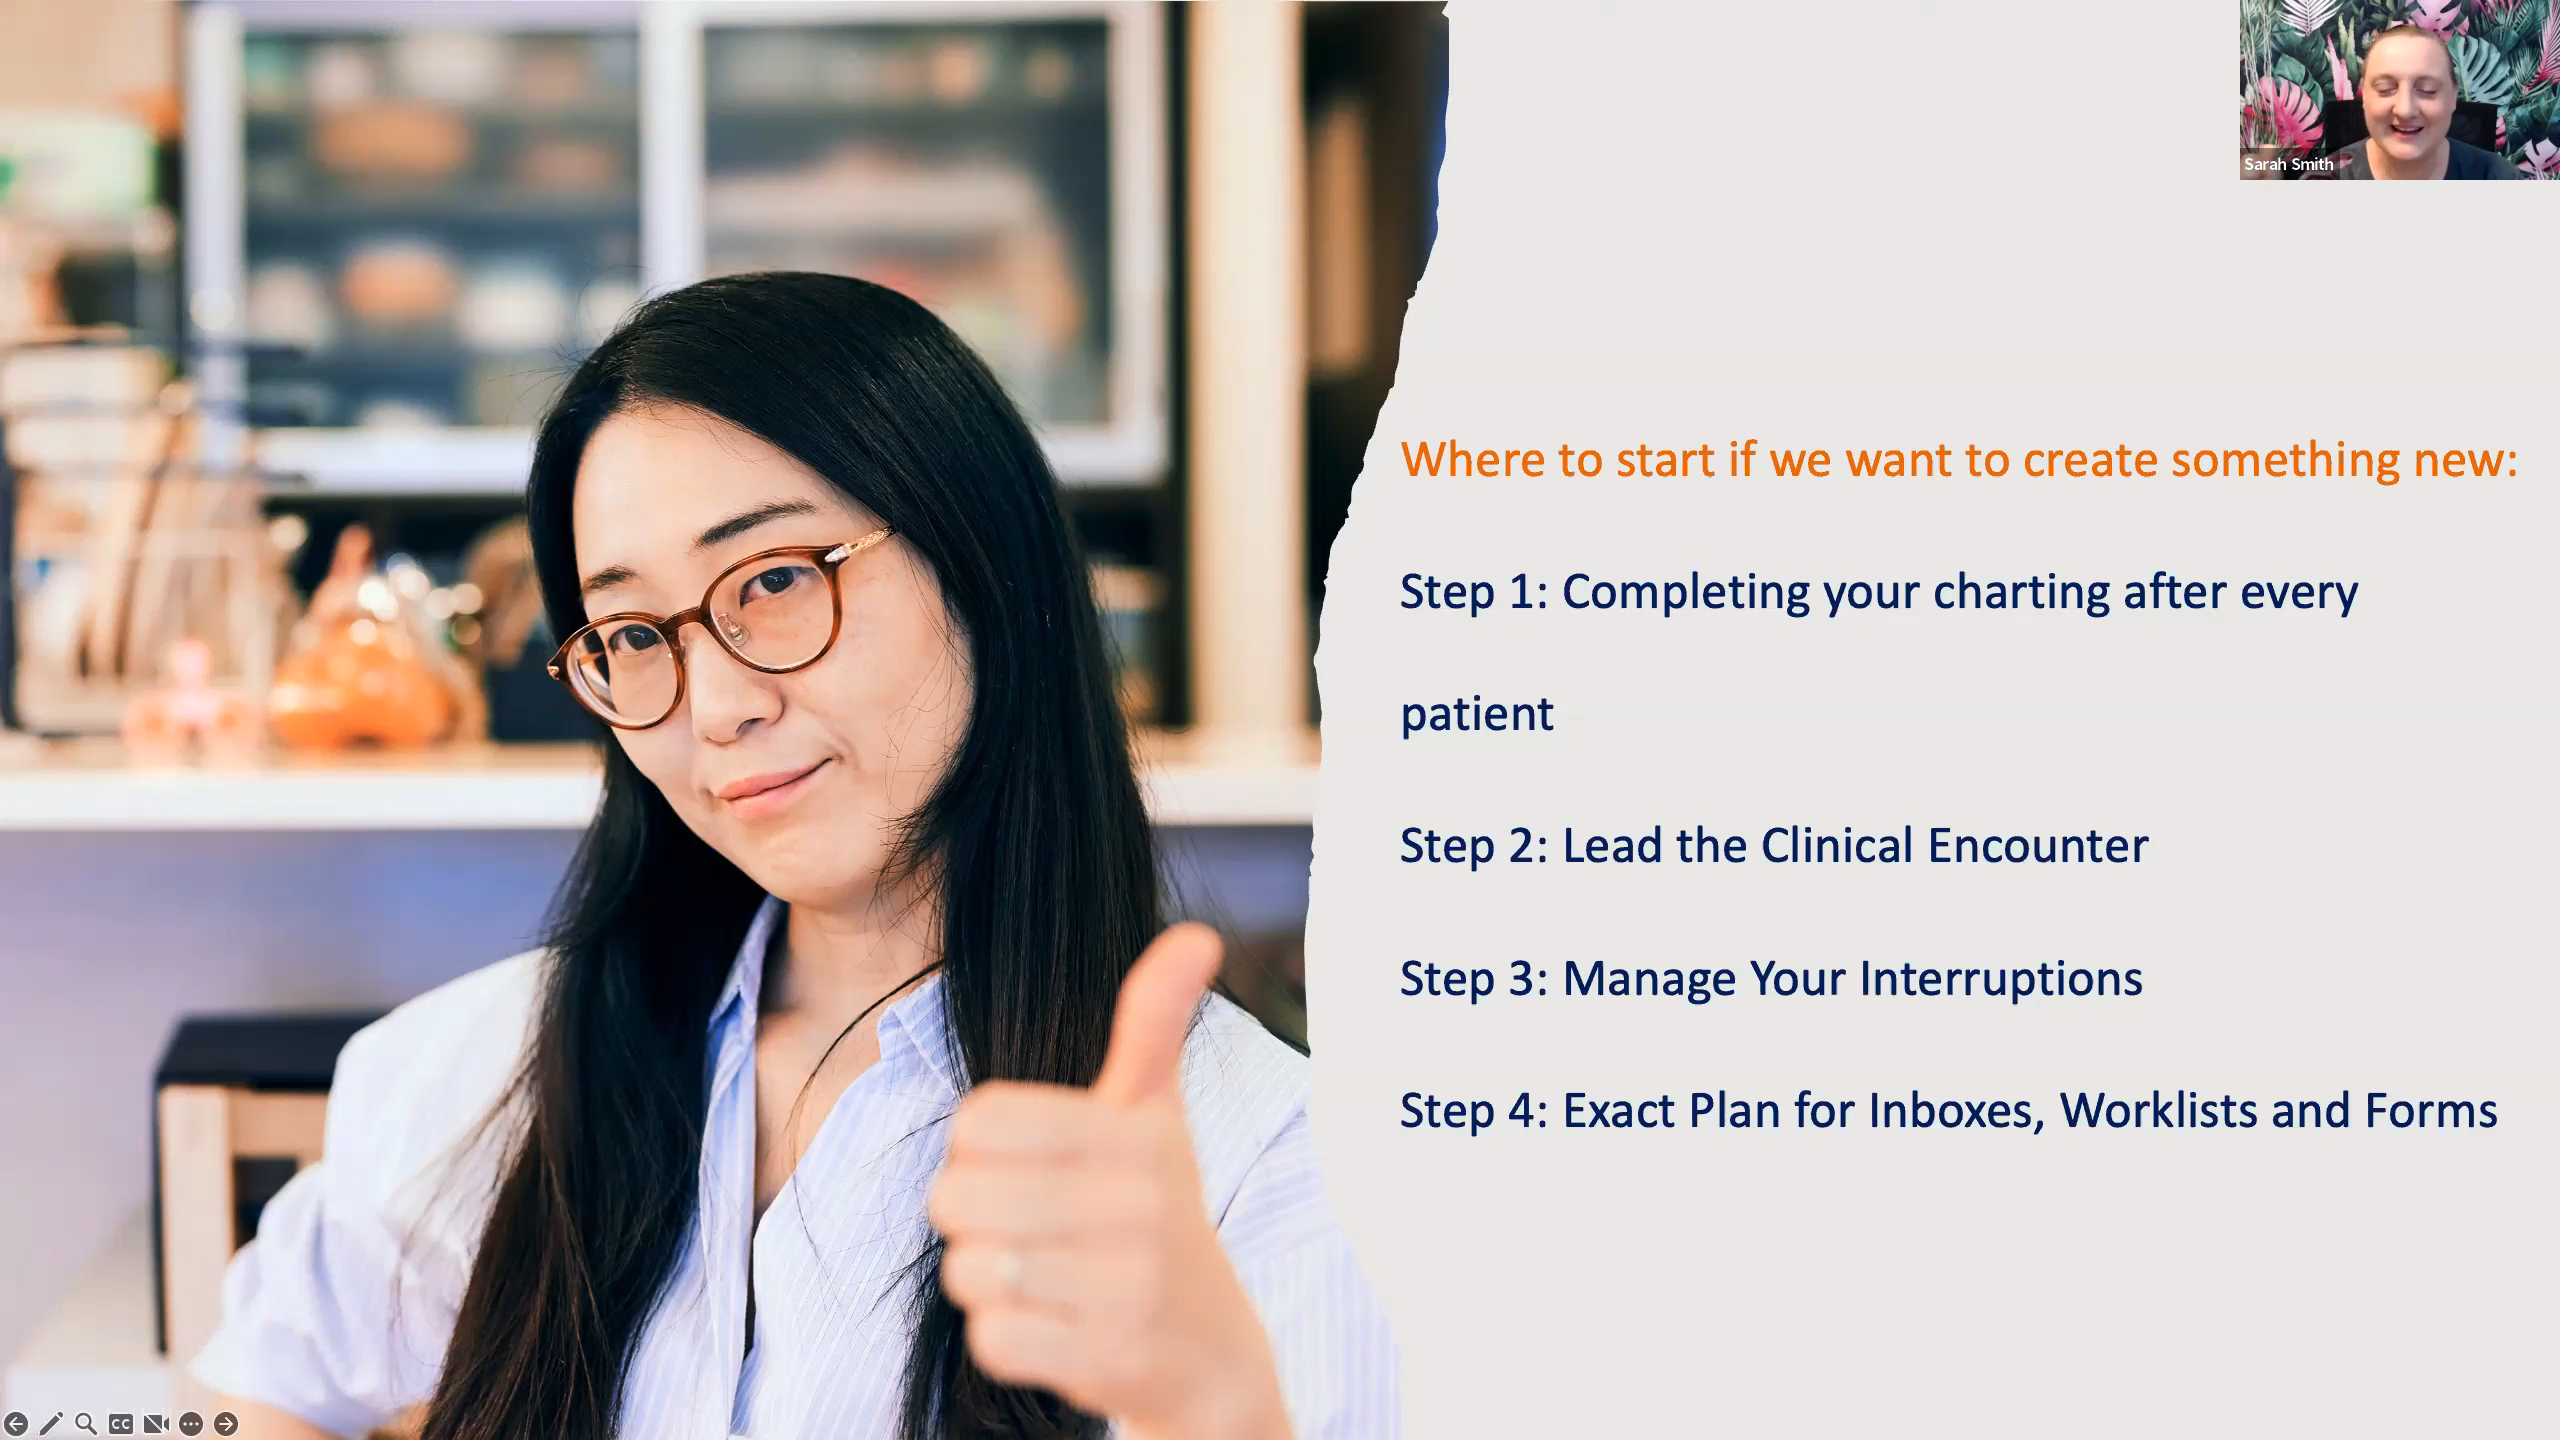 Sarah Smith
Where to start if we want to create something new:
Step 1: Completing your charting after every
patient
Step 2: Lead the Clinical Encounter
Step 3: Manage Your Interruptions
Step 4: Exact Plan for Inboxes, Worklists and Forms
CC